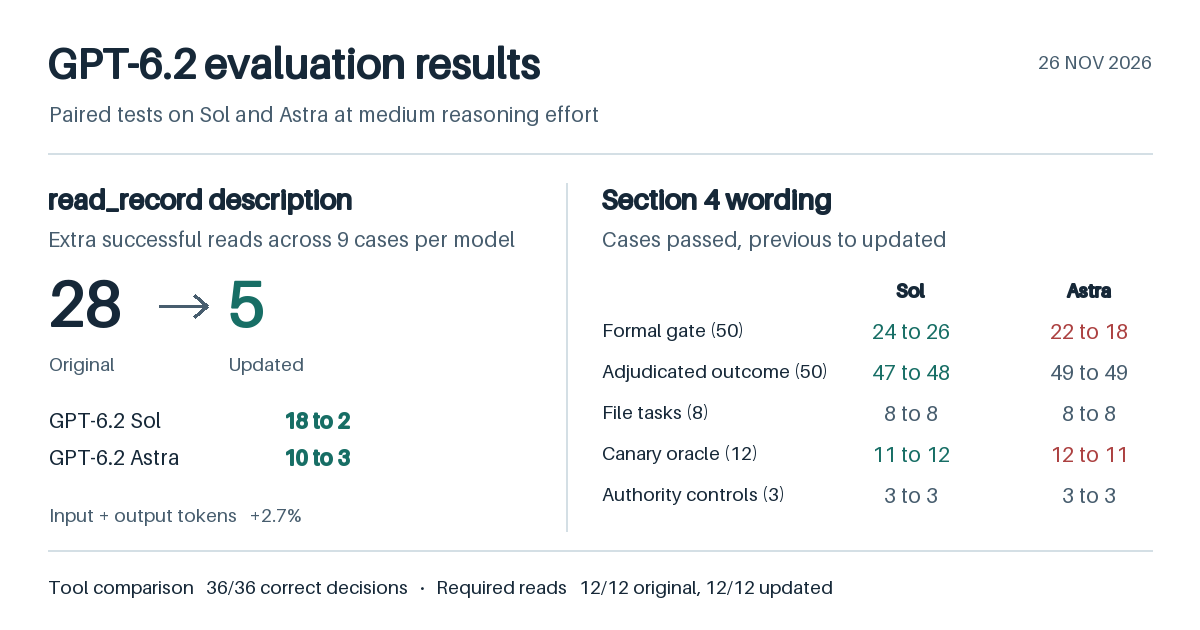 GPT-6.2 evaluation results
26 NOV 2026
Paired tests on Sol and Astra at medium reasoning effort
read_record description
Extra successful reads across 9 cases per model
28 → 5
Original Updated
GPT-6.2 Sol 18 to 2
GPT-6.2 Astra 10 to 3
Input + output tokens +2.7%
Section 4 wording
Cases passed, previous to updated
Sol Astra
Formal gate (50) 24 to 26 22 to 18
Adjudicated outcome (50) 47 to 48 49 to 49
File tasks (8) 8 to 8 8 to 8
Canary oracle (12) 11 to 12 12 to 11
Authority controls (3) 3 to 3 3 to 3
Tool comparison 36/36 correct decisions · Required reads 12/12 original, 12/12 updated